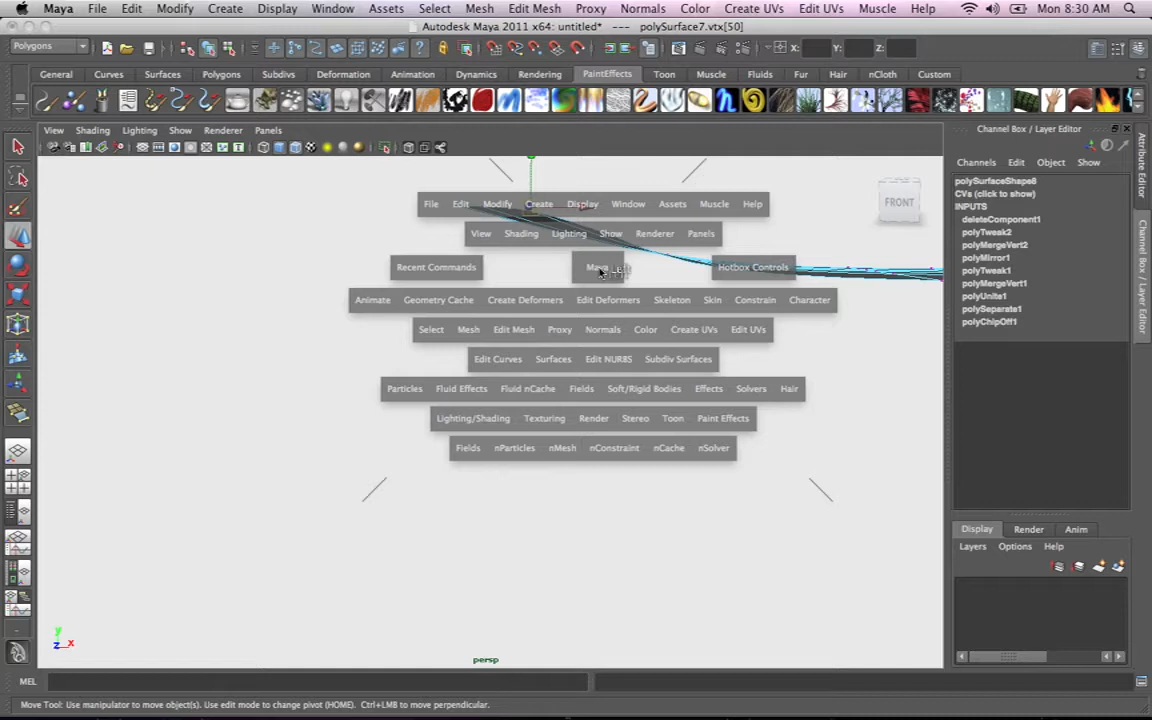 Maya File Edit Modify Create Display Window Assets Select Mesh Edit Mesh Proxy Normals Color Create UVs Edit UVs Muscle Help Mon 8:30 AM
Autodesk Maya 2011 x64: untitled* --- polySurface7.vtx[50]
Polygons X: Y: Z:
General Curves Surfaces Polygons Subdivs Deformation Animation Dynamics Rendering PaintEffects Toon Muscle Fluids Fur Hair nCloth Custom
View Shading Lighting Show Renderer Panels
Channel Box / Layer Editor
Channels Edit Object Show
polySurfaceShape8
CVs (click to show)
INPUTS
deleteComponent1
polyTweak2
polyMergeVert2
polyMirror1
polyTweak1
polyMergeVert1
polyUnite1
polySeparate1
polyChipOff1
Attribute Editor
Channel Box / Layer Editor
FRONT
File Edit Modify Create Display Window Assets Muscle Help
View Shading Lighting Show Renderer Panels
Recent Commands Maya Hotbox Controls
Animate Geometry Cache Create Deformers Edit Deformers Skeleton Skin Constrain Character
Select Mesh Edit Mesh Proxy Normals Color Create UVs Edit UVs
Edit Curves Surfaces Edit NURBS Subdiv Surfaces
Particles Fluid Effects Fluid nCache Fields Soft/Rigid Bodies Effects Solvers Hair
Lighting/Shading Texturing Render Stereo Toon Paint Effects
Fields nParticles nMesh nConstraint nCache nSolver
Display Render Anim
Layers Options Help
y
z x
persp
MEL
Move Tool: Use manipulator to move object(s). Use edit mode to change pivot (HOME). Ctrl+LMB to move perpendicular.